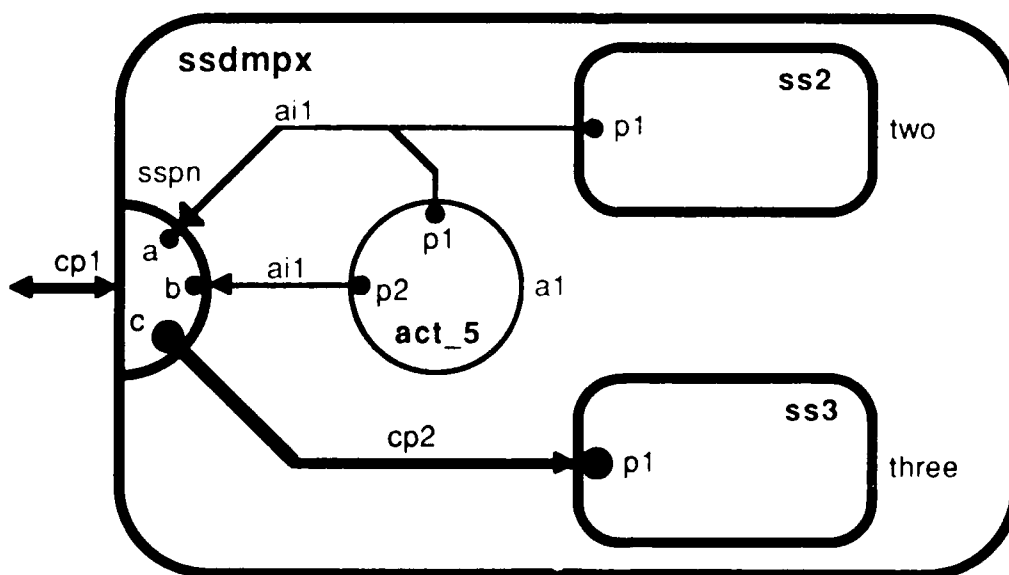 ssdmpx
ss2
ai1
p1
two
sspn
a
p1
cp1
b
ai1
p2
a1
c
act_5
ss3
cp2
p1
three